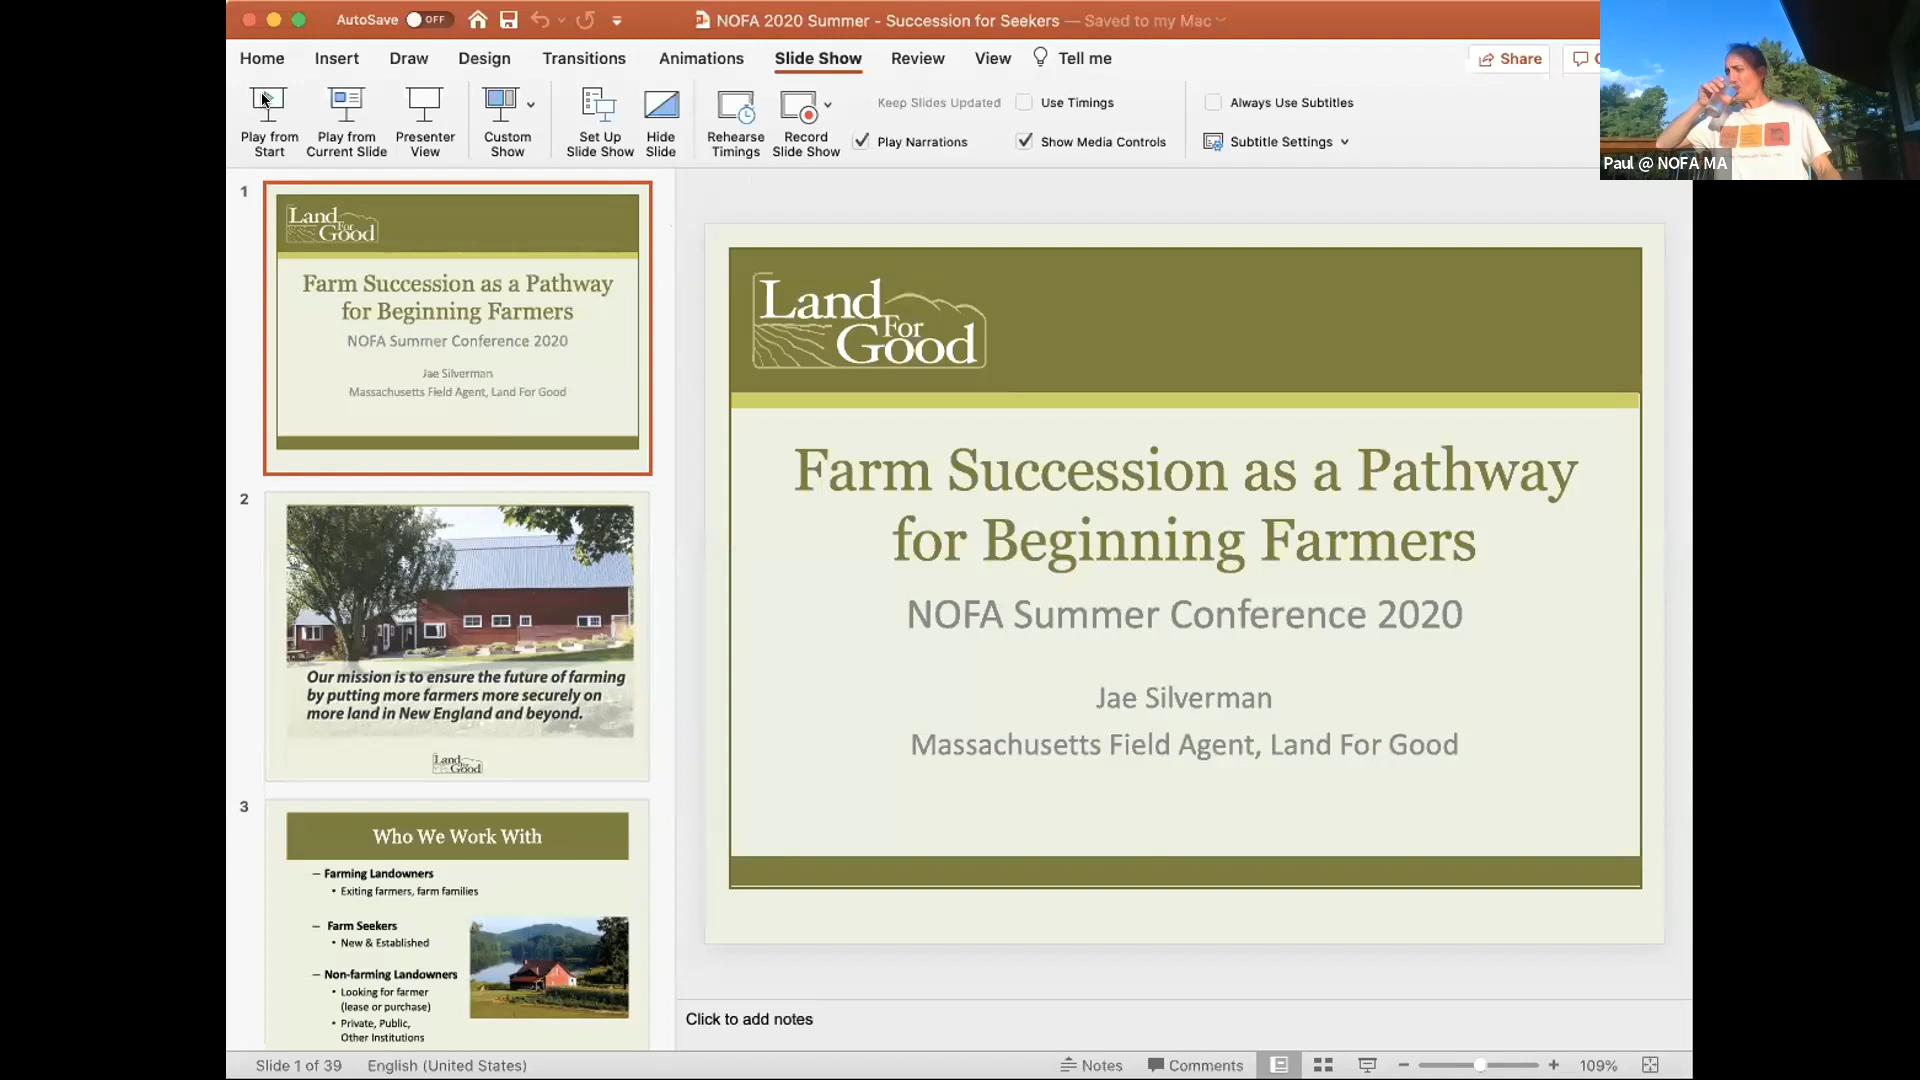 AutoSave OFF
NOFA 2020 Summer - Succession for Seekers — Saved to my Mac
Home Insert Draw Design Transitions Animations Slide Show Review View Tell me
Share
Play from Start
Play from Current Slide
Presenter View
Custom Show
Set Up Slide Show
Hide Slide
Rehearse Timings
Record Slide Show
Keep Slides Updated
Use Timings
Play Narrations
Show Media Controls
Always Use Subtitles
Subtitle Settings
Paul @ NOFA MA
1
Land
For
Good
Farm Succession as a Pathway
for Beginning Farmers
NOFA Summer Conference 2020
Jae Silverman
Massachusetts Field Agent, Land For Good
2
Our mission is to ensure the future of farming
by putting more farmers more securely on
more land in New England and beyond.
Land
For
Good
3
Who We Work With
– Farming Landowners
• Exiting farmers, farm families
– Farm Seekers
• New & Established
– Non-farming Landowners
• Looking for farmer
(lease or purchase)
• Private, Public,
Other Institutions
Land
For
Good
Farm Succession as a Pathway
for Beginning Farmers
NOFA Summer Conference 2020
Jae Silverman
Massachusetts Field Agent, Land For Good
Click to add notes
Slide 1 of 39 English (United States) Notes Comments 109%